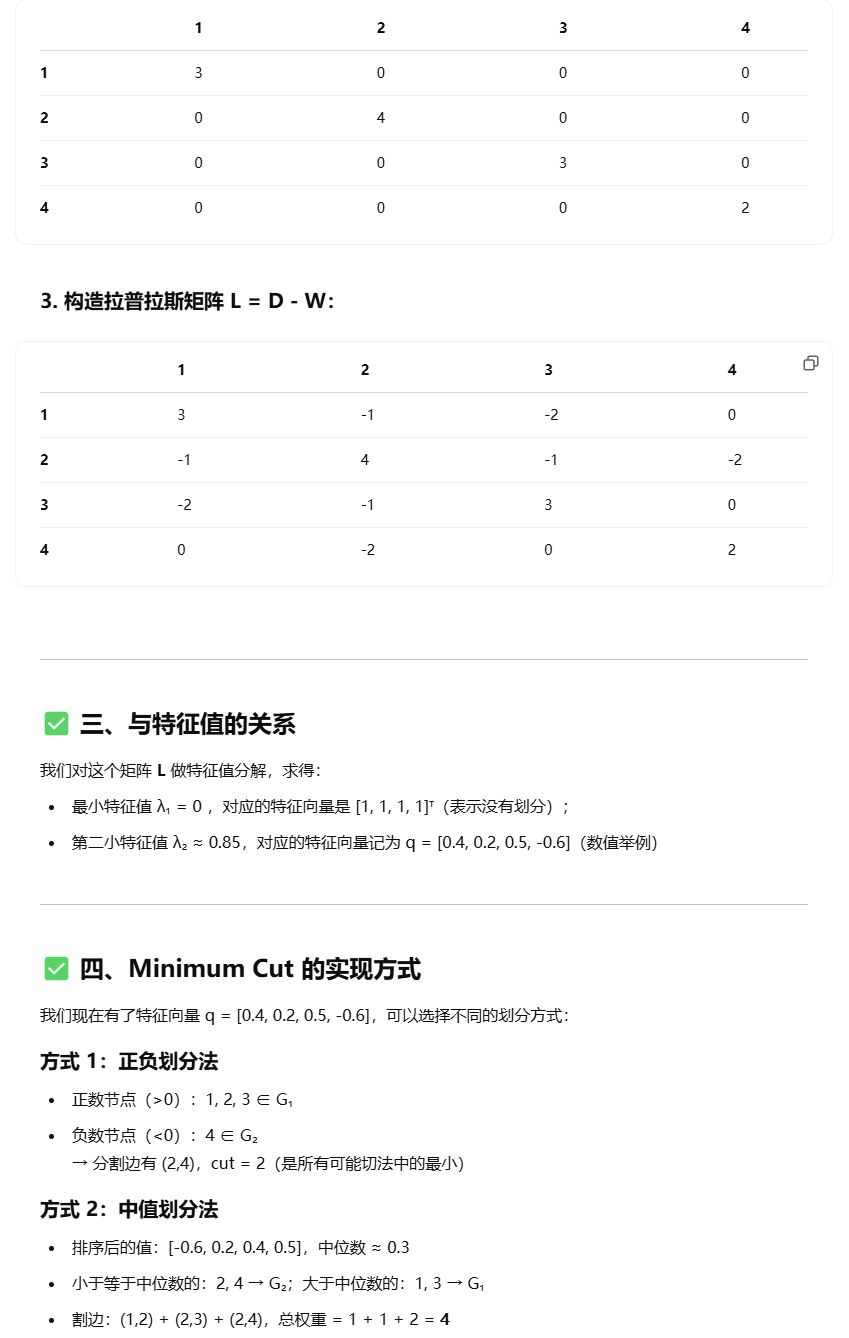 1 2 3 4
1 3 0 0 0
2 0 4 0 0
3 0 0 3 0
4 0 0 0 2
3. 构造拉普拉斯矩阵 L = D - W：
1 2 3 4
1 3 -1 -2 0
2 -1 4 -1 -2
3 -2 -1 3 0
4 0 -2 0 2
✅ 三、与特征值的关系
我们对这个矩阵 L 做特征值分解，求得：
• 最小特征值 λ₁ = 0 ，对应的特征向量是 [1, 1, 1, 1]ᵀ（表示没有划分）；
• 第二小特征值 λ₂ ≈ 0.85，对应的特征向量记为 q = [0.4, 0.2, 0.5, -0.6]（数值举例）
✅ 四、Minimum Cut 的实现方式
我们现在有了特征向量 q = [0.4, 0.2, 0.5, -0.6]，可以选择不同的划分方式：
方式 1：正负划分法
• 正数节点（>0）：1, 2, 3 ∈ G₁
• 负数节点（<0）：4 ∈ G₂
→ 分割边有 (2,4)，cut = 2（是所有可能切法中的最小）
方式 2：中值划分法
• 排序后的值：[-0.6, 0.2, 0.4, 0.5]，中位数 ≈ 0.3
• 小于等于中位数的：2, 4 → G₂；大于中位数的：1, 3 → G₁
• 割边：(1,2) + (2,3) + (2,4)，总权重 = 1 + 1 + 2 = 4